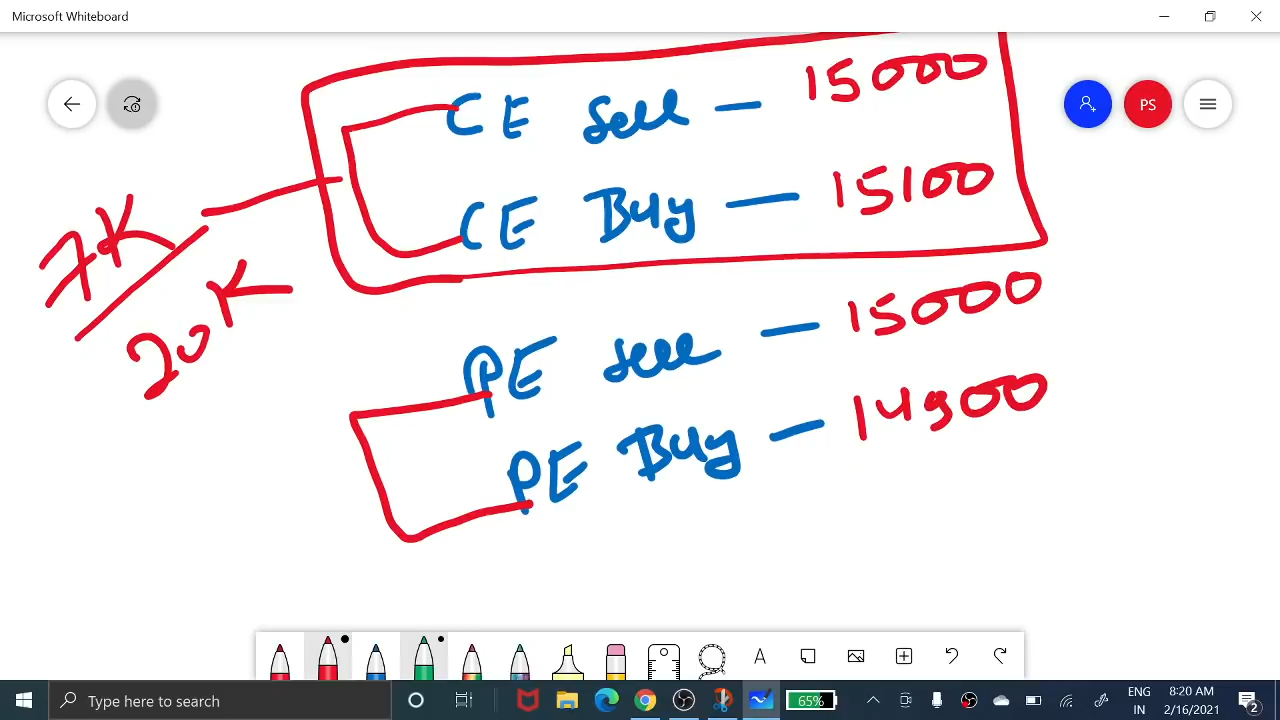 Microsoft Whiteboard
PS
CE Sell — 15000
CE Buy — 15100
7K
20K
PE Sell — 15000
PE Buy — 14900
A
Type here to search
65%
ENG
IN
8:20 AM
2/16/2021
2